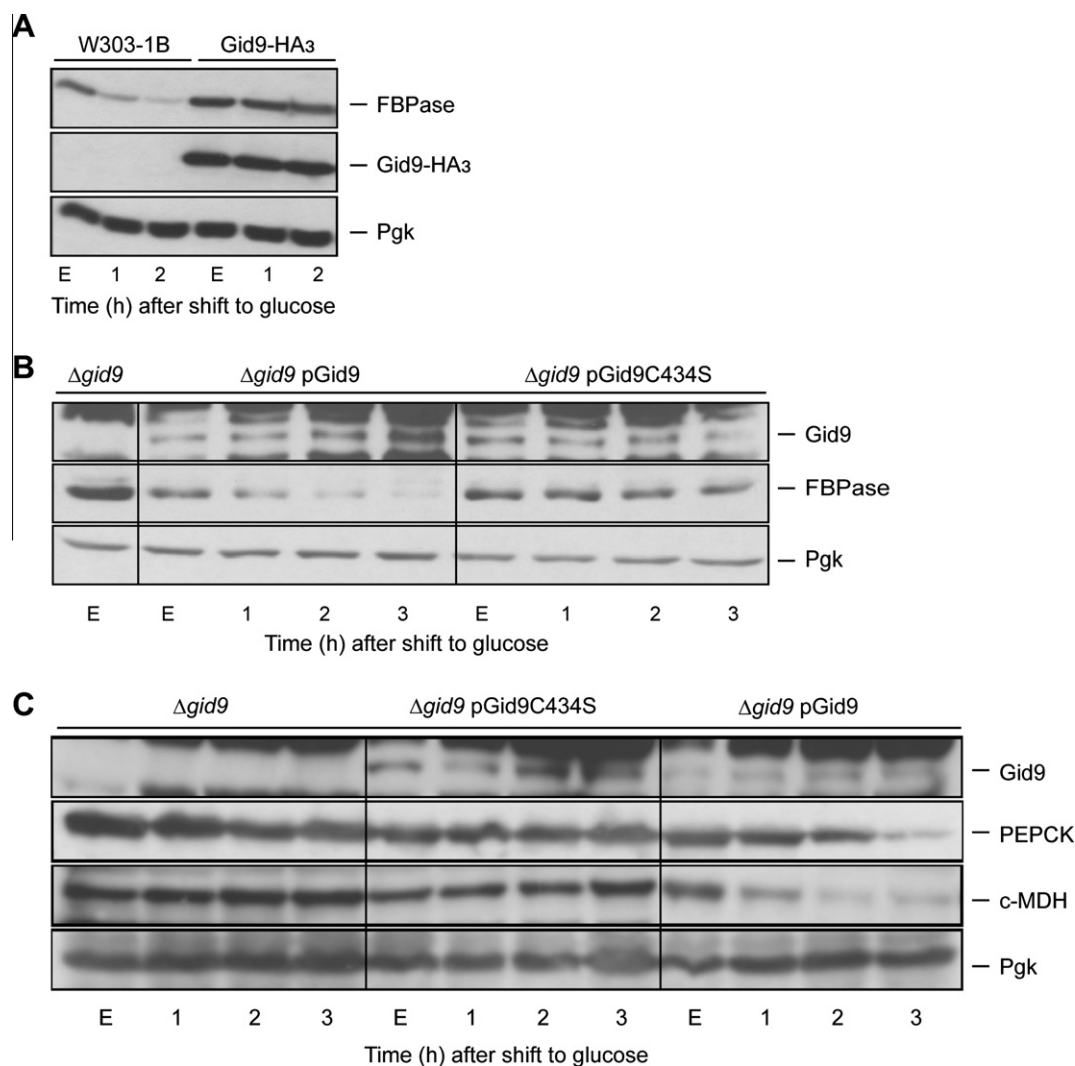 A
W303-1B Gid9-HA3
FBPase
Gid9-HA3
Pgk
E 1 2 E 1 2
Time (h) after shift to glucose
B
Δgid9 Δgid9 pGid9 Δgid9 pGid9C434S
Gid9
FBPase
Pgk
E E 1 2 3 E 1 2 3
Time (h) after shift to glucose
C
Δgid9 Δgid9 pGid9C434S Δgid9 pGid9
Gid9
PEPCK
c-MDH
Pgk
E 1 2 3 E 1 2 3 E 1 2 3
Time (h) after shift to glucose